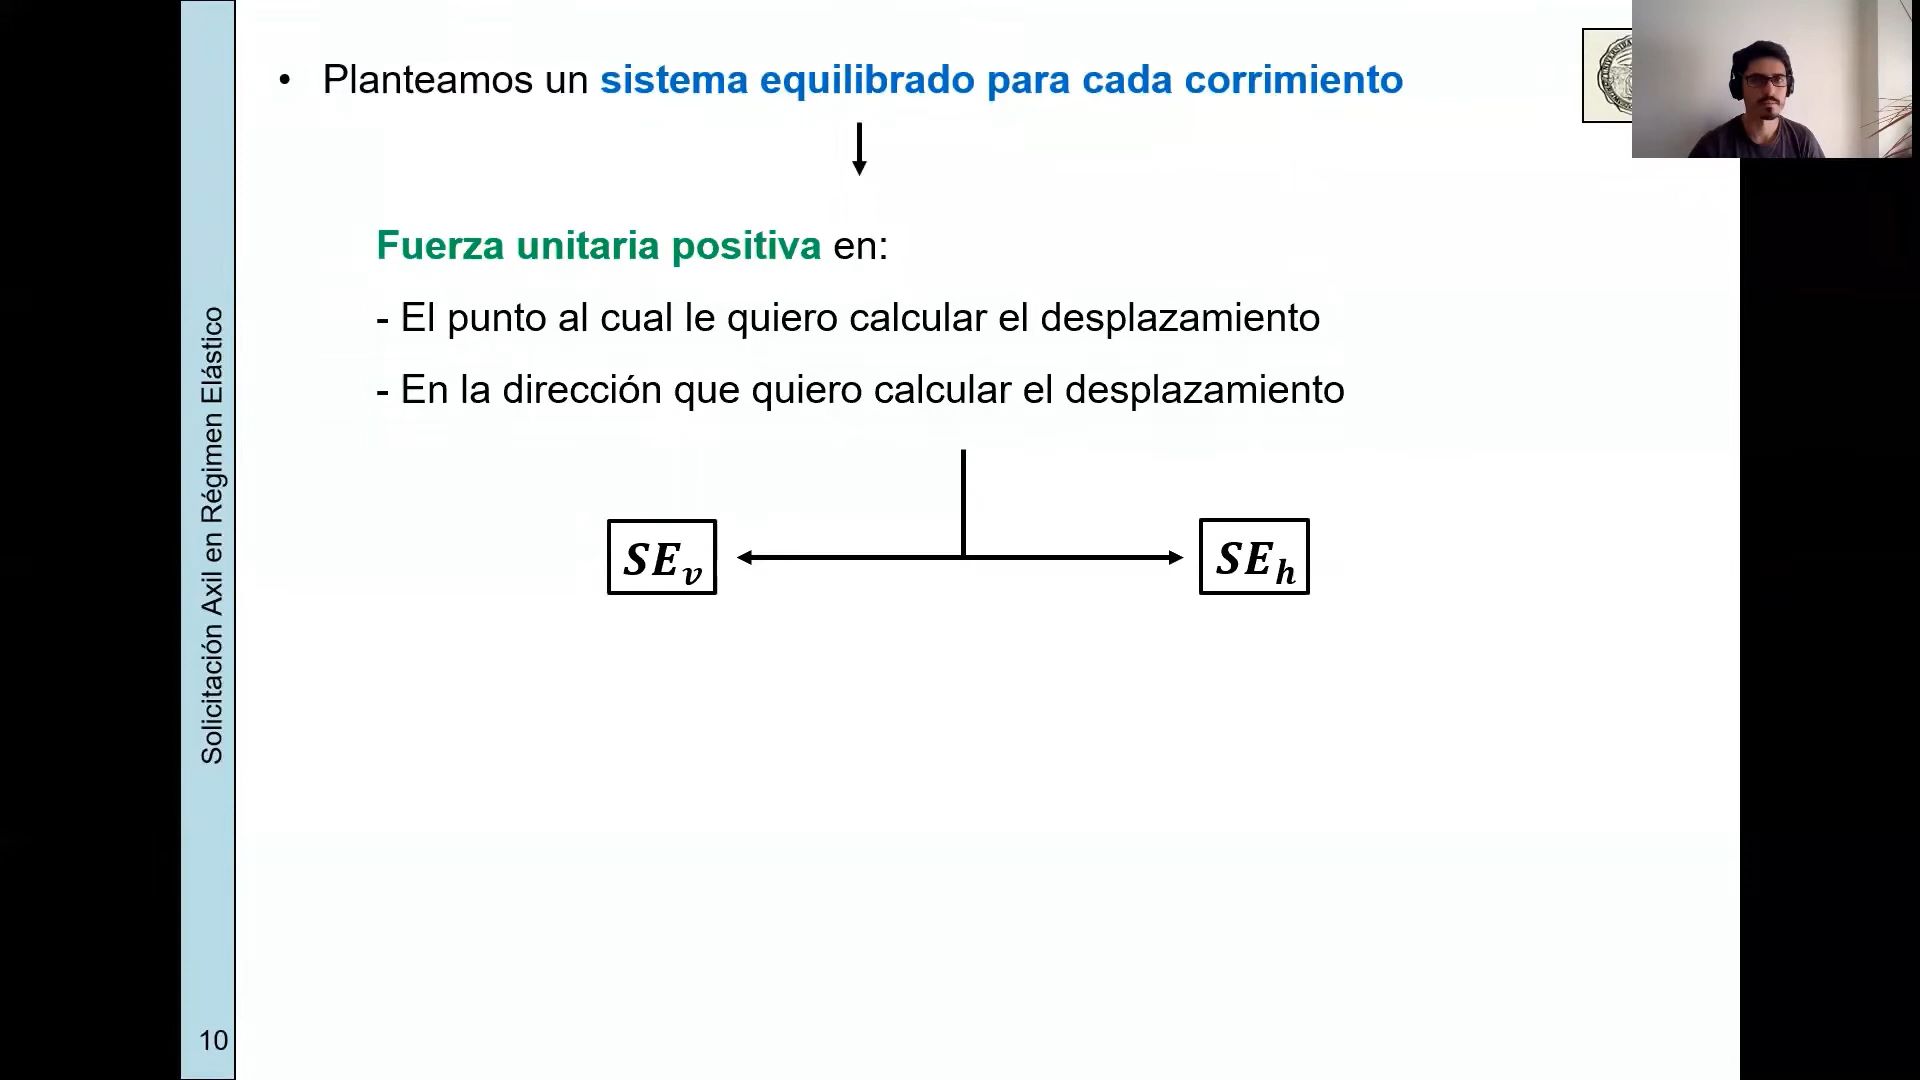 • Planteamos un sistema equilibrado para cada corrimiento
Fuerza unitaria positiva en:
- El punto al cual le quiero calcular el desplazamiento
- En la dirección que quiero calcular el desplazamiento
SEv
SEh
Solicitación Axil en Régimen Elástico
10